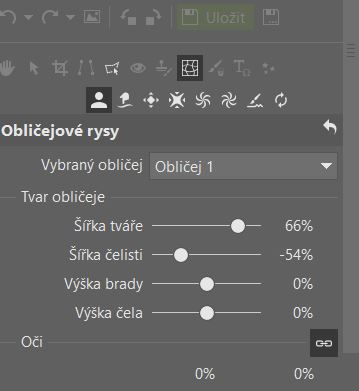 Uložit
Obličejové rysy
Vybraný obličej Obličej 1
Tvar obličeje
Šířka tváře 66%
Šířka čelisti -54%
Výška brady 0%
Výška čela 0%
Oči
0% 0%